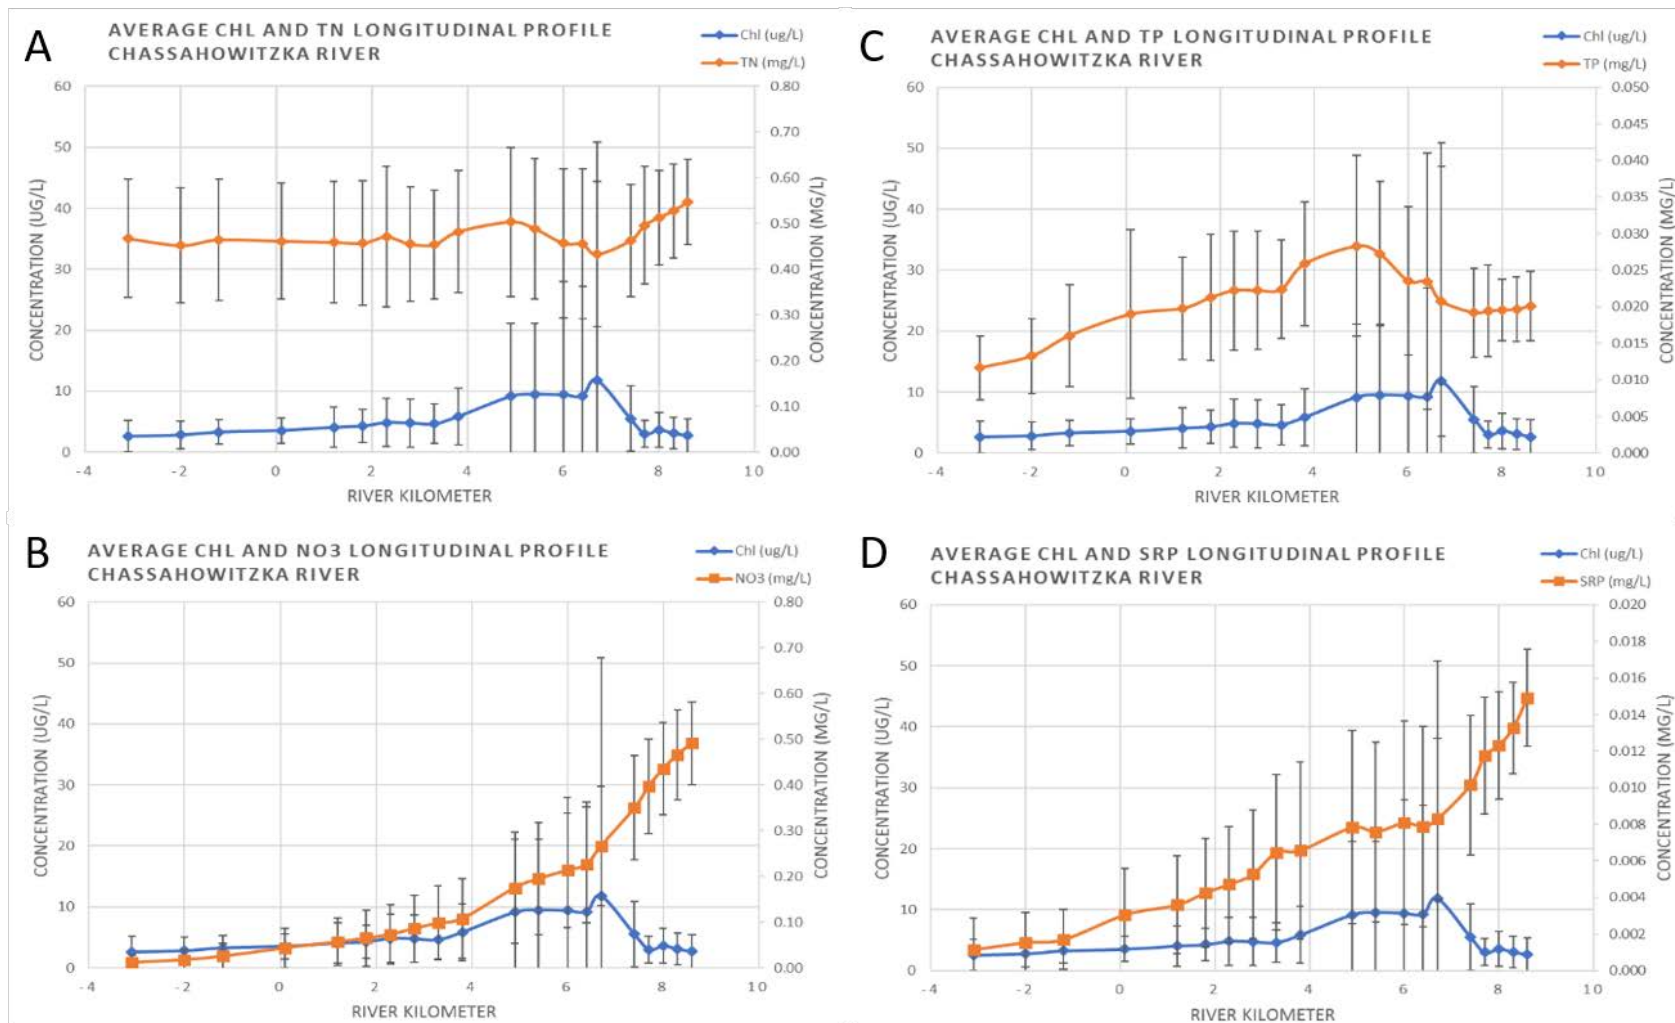 A
AVERAGE CHL AND TN LONGITUDINAL PROFILE
CHASSAHOWITZKA RIVER
Chl (ug/L)
TN (mg/L)
CONCENTRATION (UG/L)
60
50
40
30
20
10
0
CONCENTRATION (MG/L)
0.80
0.70
0.60
0.50
0.40
0.30
0.20
0.10
0.00
-4 -2 0 2 4 6 8 10
RIVER KILOMETER
C
AVERAGE CHL AND TP LONGITUDINAL PROFILE
CHASSAHOWITZKA RIVER
Chl (ug/L)
TP (mg/L)
CONCENTRATION (UG/L)
60
50
40
30
20
10
0
CONCENTRATION (MG/L)
0.050
0.045
0.040
0.035
0.030
0.025
0.020
0.015
0.010
0.005
0.000
-4 -2 0 2 4 6 8 10
RIVER KILOMETER
B
AVERAGE CHL AND NO3 LONGITUDINAL PROFILE
CHASSAHOWITZKA RIVER
Chl (ug/L)
NO3 (mg/L)
CONCENTRATION (UG/L)
60
50
40
30
20
10
0
CONCENTRATION (MG/L)
0.80
0.70
0.60
0.50
0.40
0.30
0.20
0.10
0.00
-4 -2 0 2 4 6 8 10
RIVER KILOMETER
D
AVERAGE CHL AND SRP LONGITUDINAL PROFILE
CHASSAHOWITZKA RIVER
Chl (ug/L)
SRP (mg/L)
CONCENTRATION (UG/L)
60
50
40
30
20
10
0
CONCENTRATION (MG/L)
0.020
0.018
0.016
0.014
0.012
0.010
0.008
0.006
0.004
0.002
0.000
-4 -2 0 2 4 6 8 10
RIVER KILOMETER